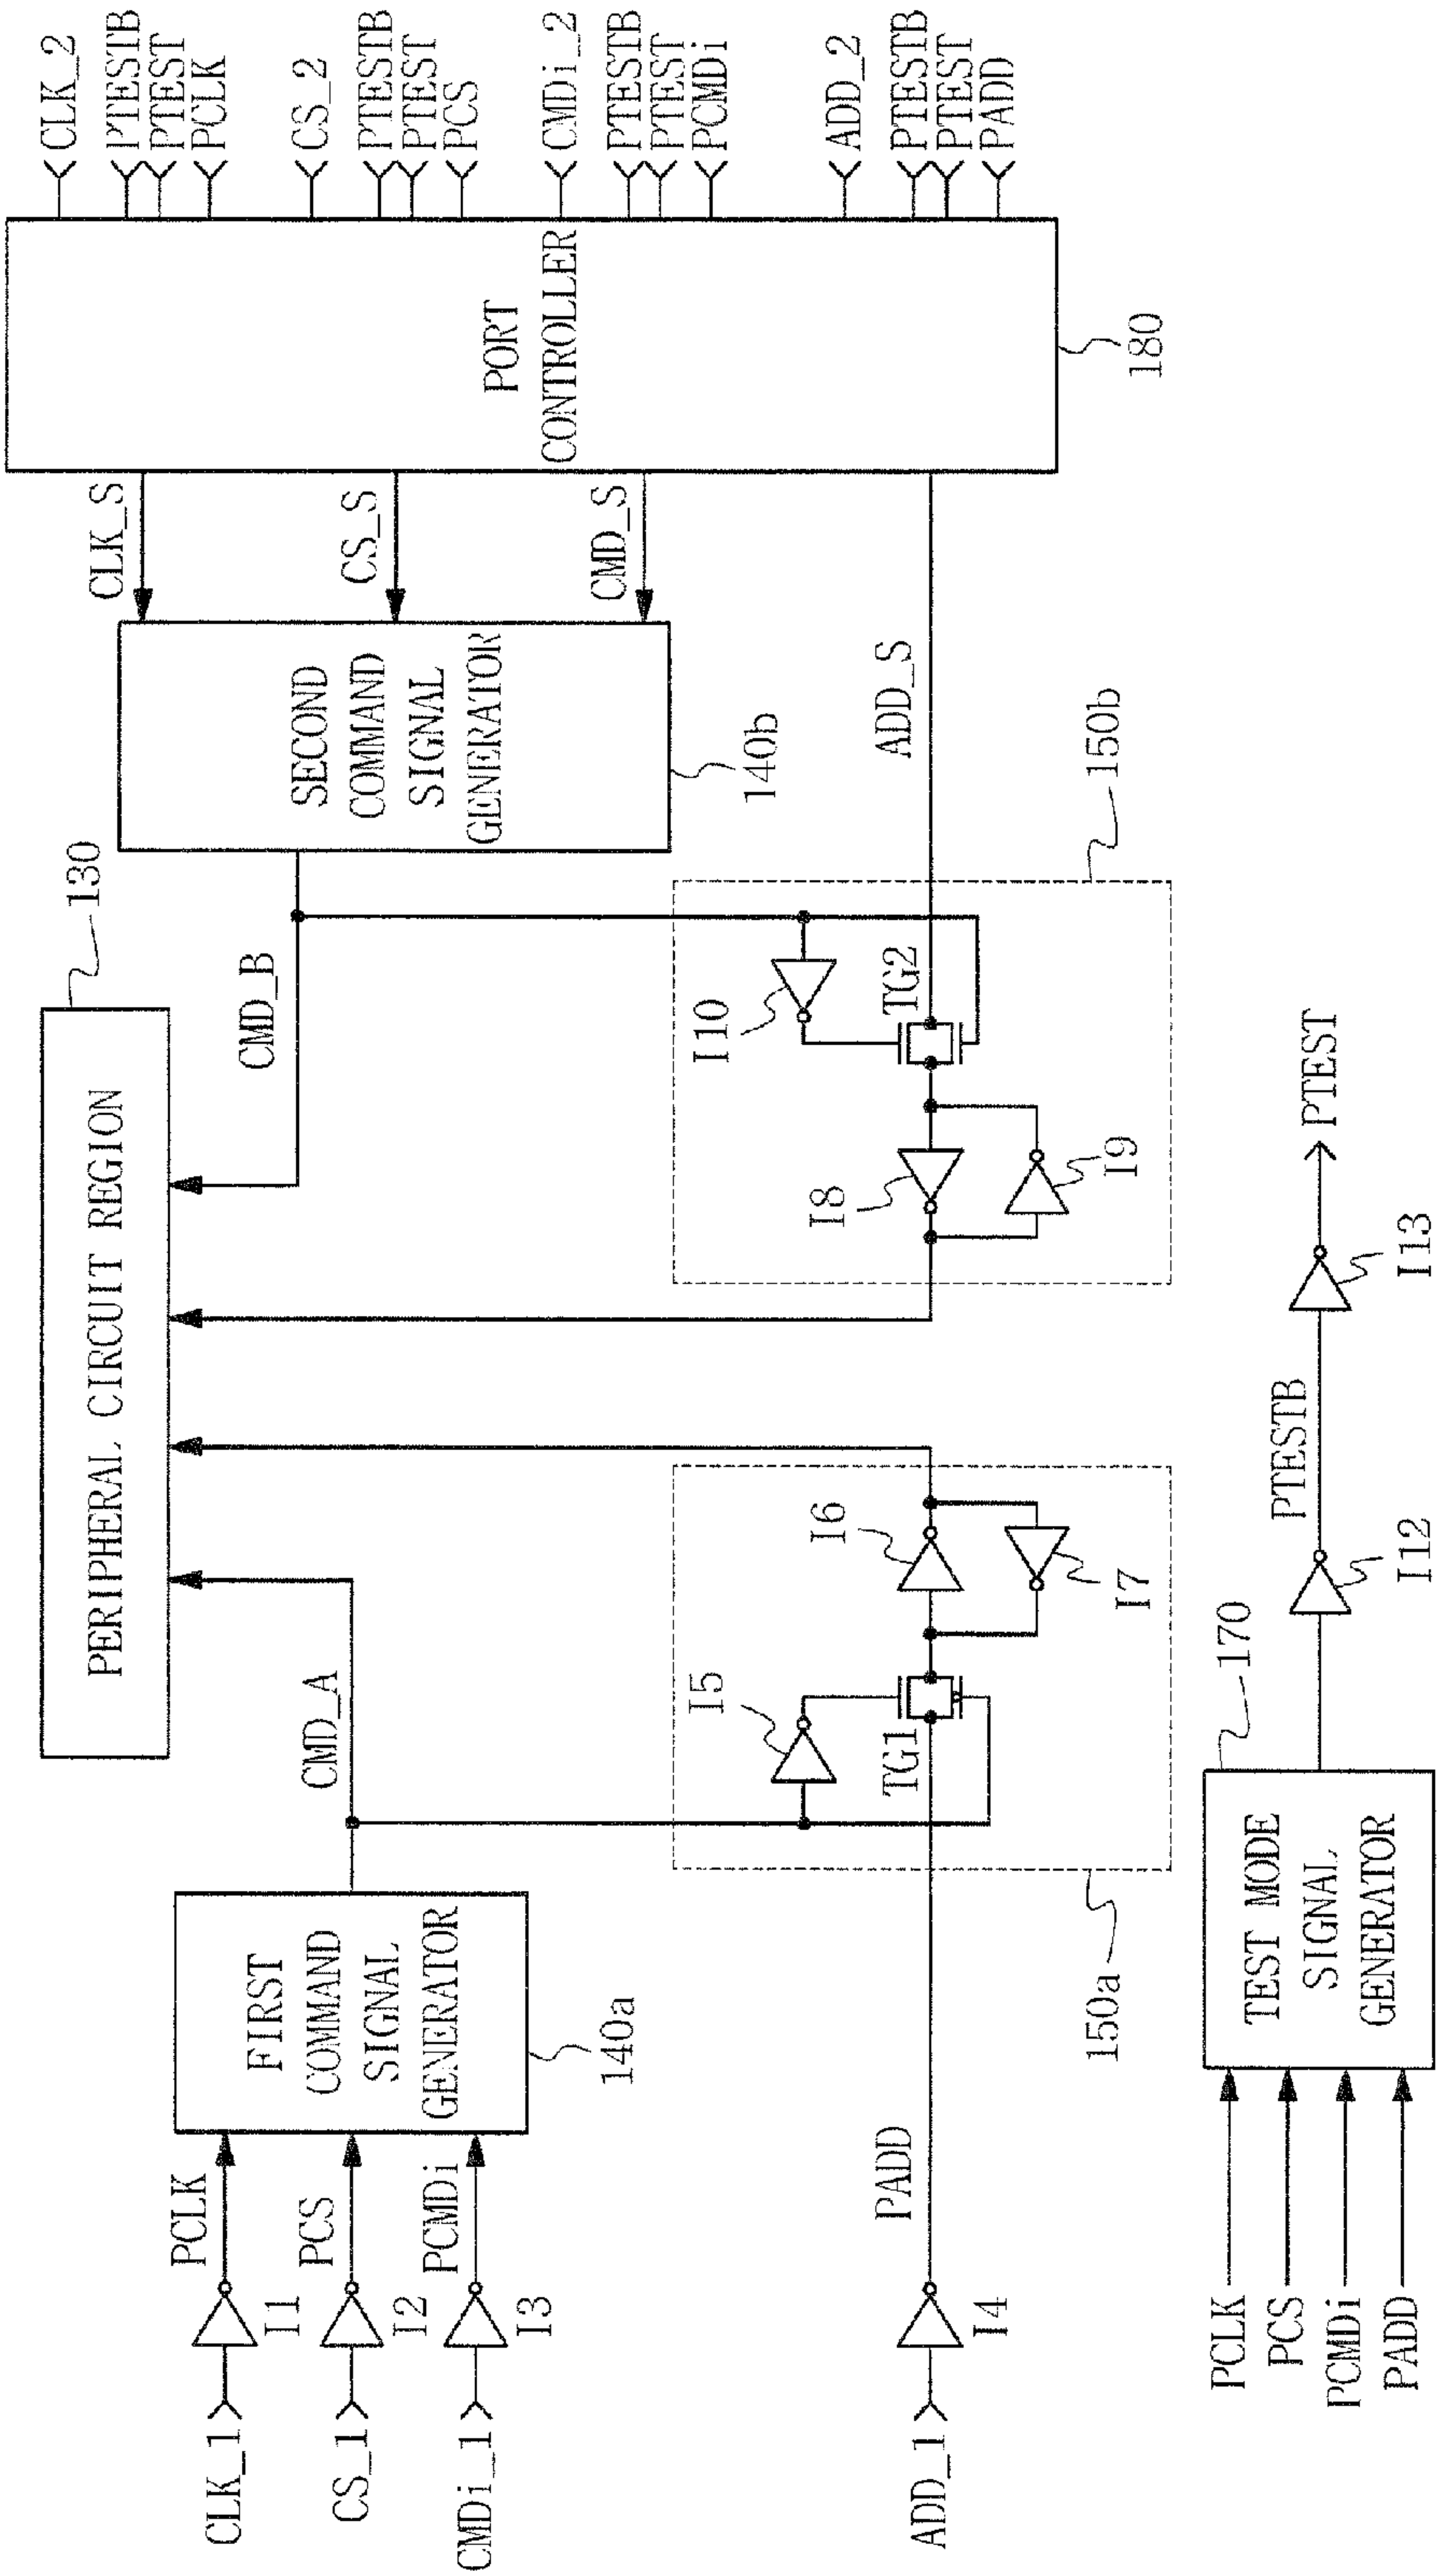 PERIPHERAL CIRCUIT REGION
130
CLK_1
I1
PCLK
CS_1
I2
PCS
CMDi_1
I3
PCMDi
FIRST
COMMAND
SIGNAL
GENERATOR
140a
CMD_A
CMD_B
SECOND
COMMAND
SIGNAL
GENERATOR
140b
CLK_S
CS_S
CMD_S
PORT
CONTROLLER
180
CLK_2
PTESTB
PTEST
PCLK
CS_2
PTESTB
PTEST
PCS
CMDi_2
PTESTB
PTEST
PCMDi
ADD_2
PTESTB
PTEST
PADD
ADD_1
I4
PADD
I5
TG1
I6
I7
150a
I8
I9
I10
TG2
150b
ADD_S
PCLK
PCS
PCMDi
PADD
TEST MODE
SIGNAL
GENERATOR
170
I12
PTESTB
I13
PTEST